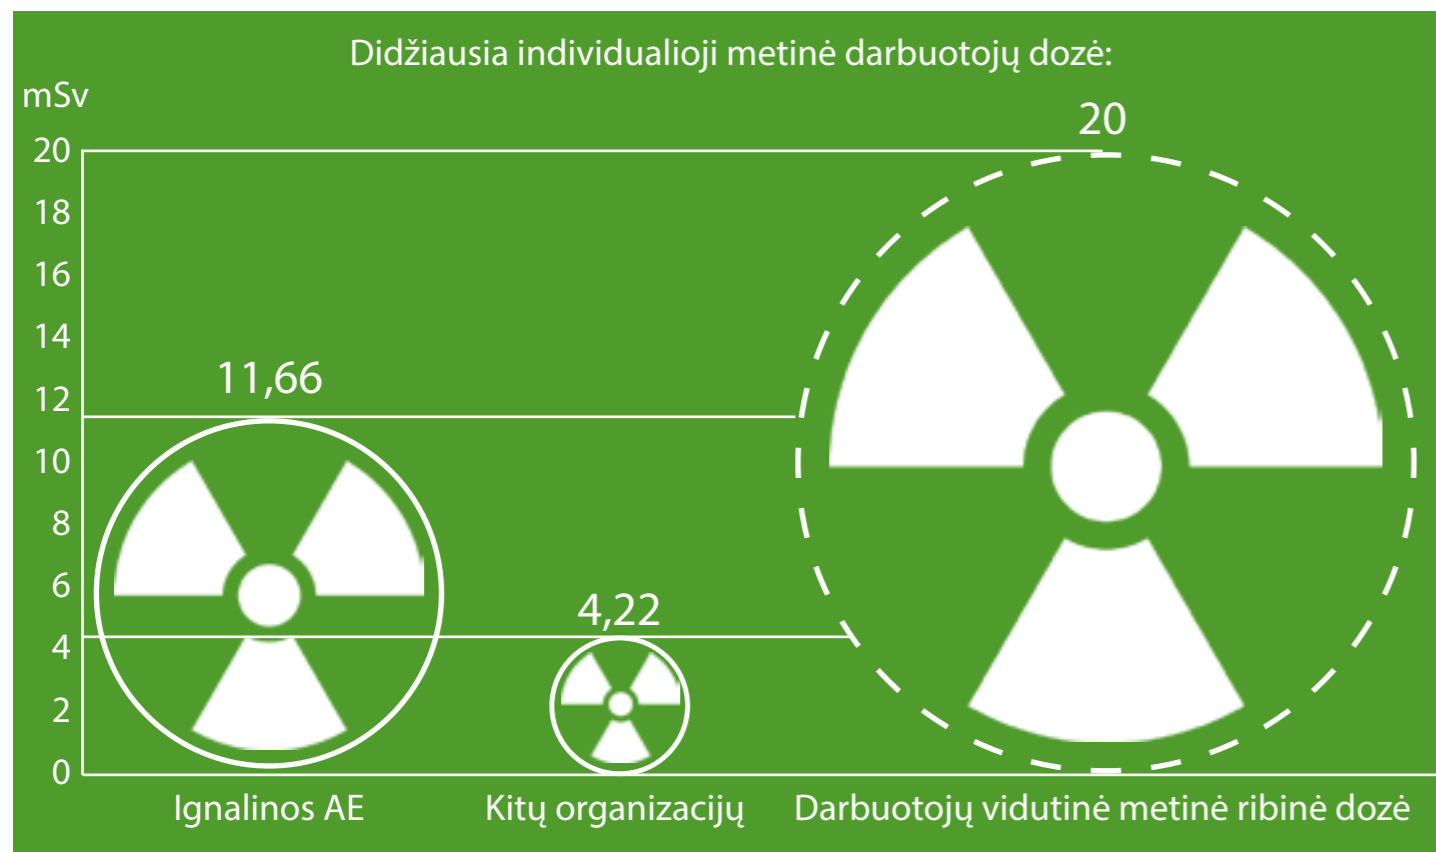 Didžiausia individualioji metinė darbuotojų dozė:
mSv
20
20
18
16
14
11,66
12
10
8
6
4,22
4
2
0
Ignalinos AE
Kitų organizacijų
Darbuotojų vidutinė metinė ribinė dozė